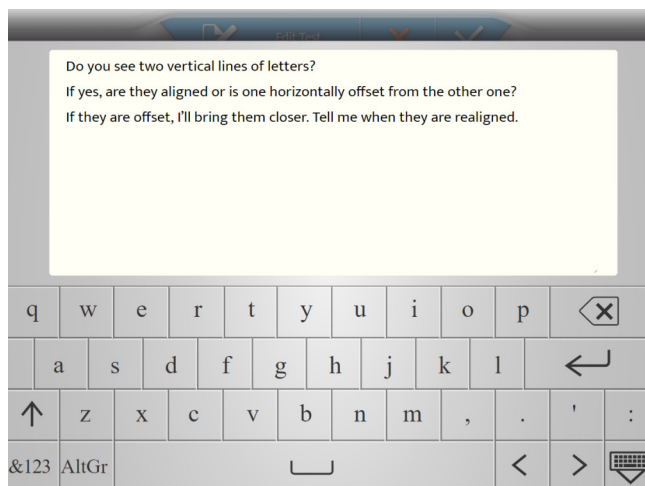 Edit Test
Do you see two vertical lines of letters?
If yes, are they aligned or is one horizontally offset from the other one?
If they are offset, I'll bring them closer. Tell me when they are realigned.
q w e r t y u i o p
a s d f g h j k l
z x c v b n m , . ' :
&123 AltGr < >